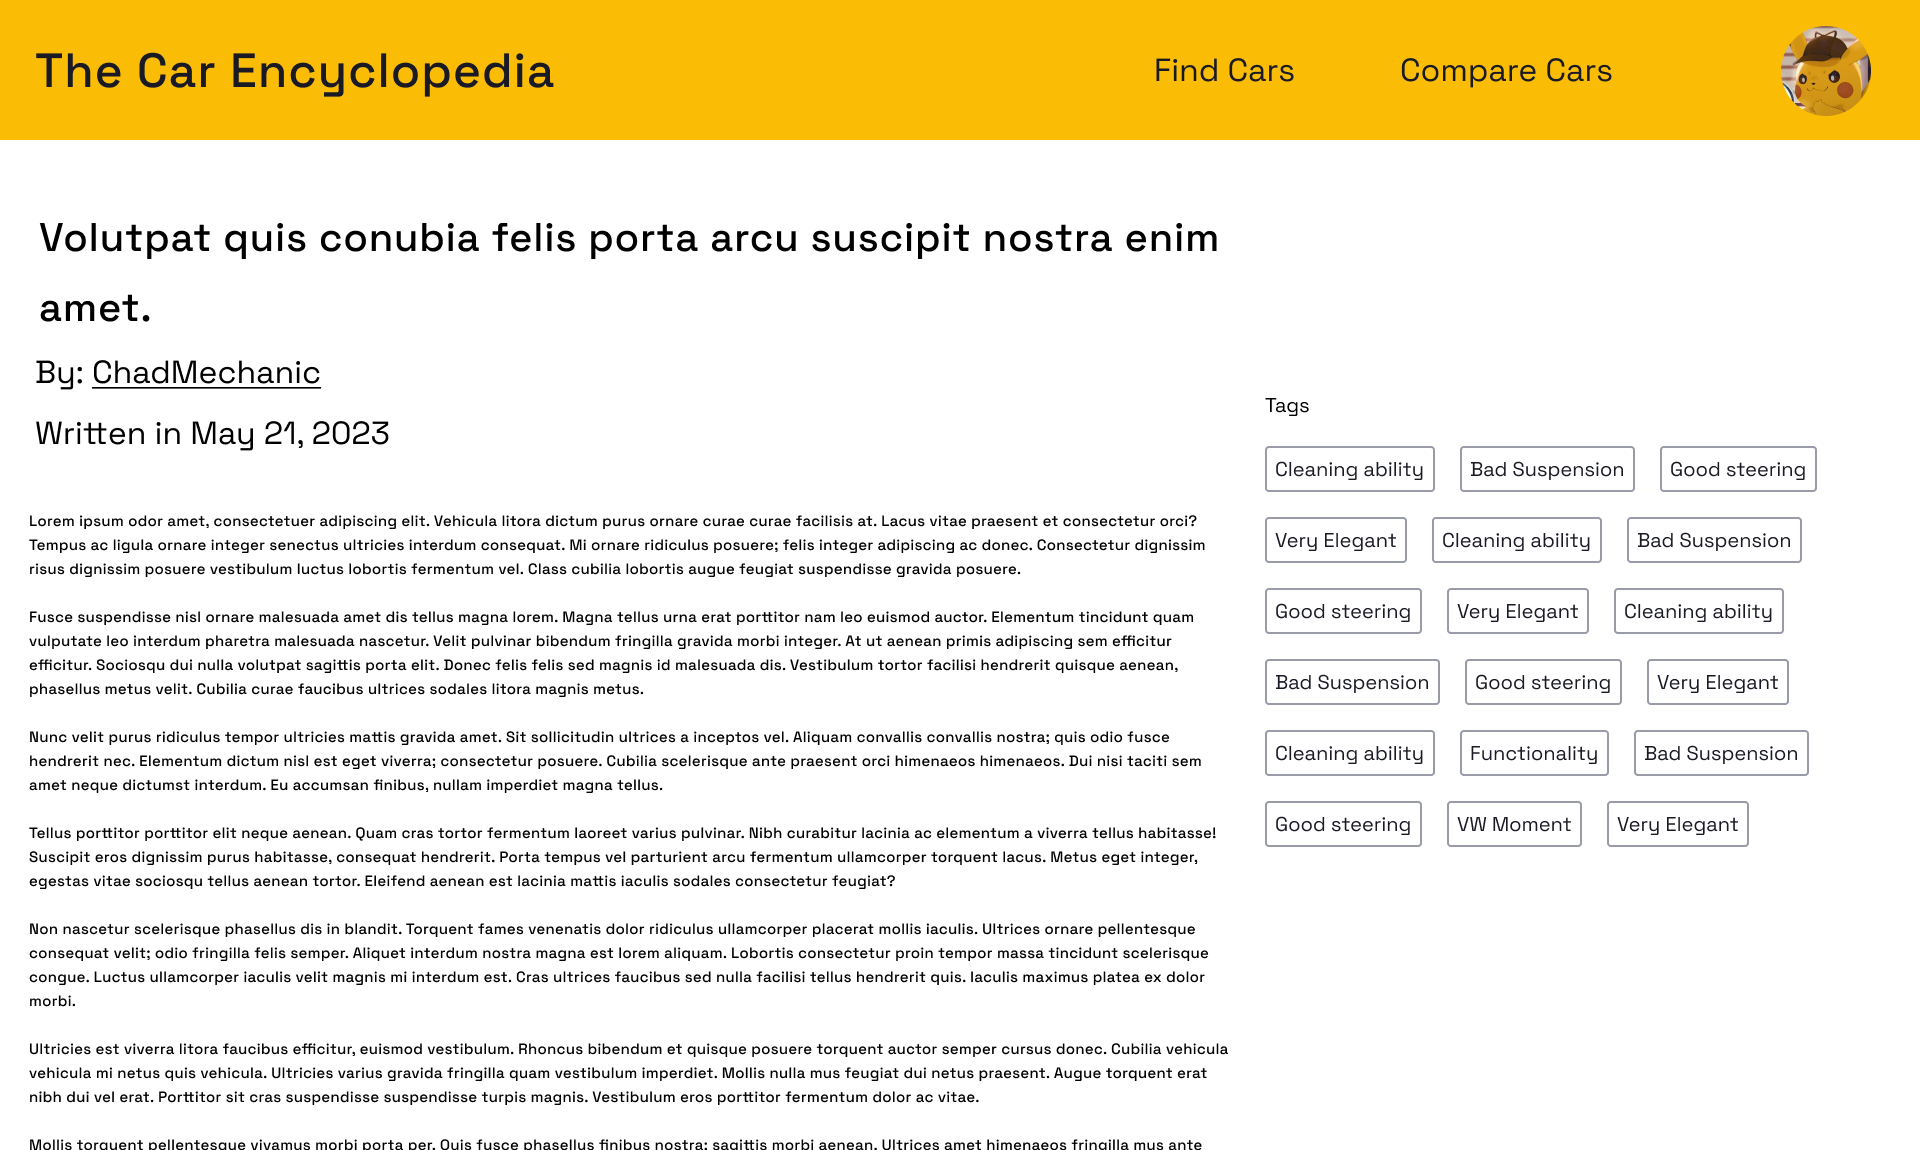 The Car Encyclopedia
Find Cars
Compare Cars
Volutpat quis conubia felis porta arcu suscipit nostra enim
amet.
By: ChadMechanic
Written in May 21, 2023
Lorem ipsum odor amet, consectetuer adipiscing elit. Vehicula litora dictum purus ornare curae curae facilisis at. Lacus vitae praesent et consectetur orci?
Tempus ac ligula ornare integer senectus ultricies interdum consequat. Mi ornare ridiculus posuere; felis integer adipiscing ac donec. Consectetur dignissim
risus dignissim posuere vestibulum luctus lobortis fermentum vel. Class cubilia lobortis augue feugiat suspendisse gravida posuere.
Fusce suspendisse nisl ornare malesuada amet dis tellus magna lorem. Magna tellus urna erat porttitor nam leo euismod auctor. Elementum tincidunt quam
vulputate leo interdum pharetra malesuada nascetur. Velit pulvinar bibendum fringilla gravida morbi integer. At ut aenean primis adipiscing sem efficitur
efficitur. Sociosqu dui nulla volutpat sagittis porta elit. Donec felis felis sed magnis id malesuada dis. Vestibulum tortor facilisi hendrerit quisque aenean,
phasellus metus velit. Cubilia curae faucibus ultrices sodales litora magnis metus.
Nunc velit purus ridiculus tempor ultricies mattis gravida amet. Sit sollicitudin ultrices a inceptos vel. Aliquam convallis convallis nostra; quis odio fusce
hendrerit nec. Elementum dictum nisl est eget viverra; consectetur posuere. Cubilia scelerisque ante praesent orci himenaeos himenaeos. Dui nisi taciti sem
amet neque dictumst interdum. Eu accumsan finibus, nullam imperdiet magna tellus.
Tellus porttitor porttitor elit neque aenean. Quam cras tortor fermentum laoreet varius pulvinar. Nibh curabitur lacinia ac elementum a viverra tellus habitasse!
Suscipit eros dignissim purus habitasse, consequat hendrerit. Porta tempus vel parturient arcu fermentum ullamcorper torquent lacus. Metus eget integer,
egestas vitae sociosqu tellus aenean tortor. Eleifend aenean est lacinia mattis iaculis sodales consectetur feugiat?
Non nascetur scelerisque phasellus dis in blandit. Torquent fames venenatis dolor ridiculus ullamcorper placerat mollis iaculis. Ultrices ornare pellentesque
consequat velit; odio fringilla felis semper. Aliquet interdum nostra magna est lorem aliquam. Lobortis consectetur proin tempor massa tincidunt scelerisque
congue. Luctus ullamcorper iaculis velit magnis mi interdum est. Cras ultrices faucibus sed nulla facilisi tellus hendrerit quis. Iaculis maximus platea ex dolor
morbi.
Ultricies est viverra litora faucibus efficitur, euismod vestibulum. Rhoncus bibendum et quisque posuere torquent auctor semper cursus donec. Cubilia vehicula
vehicula mi netus quis vehicula. Ultricies varius gravida fringilla quam vestibulum imperdiet. Mollis nulla mus feugiat dui netus praesent. Augue torquent erat
nibh dui vel erat. Porttitor sit cras suspendisse suspendisse turpis magnis. Vestibulum eros porttitor fermentum dolor ac vitae.
Mollis torquent pellentesque vivamus morbi porta per. Quis fusce phasellus finibus nostra; sagittis morbi aenean. Ultrices amet himenaeos fringilla mus ante
Tags
Cleaning ability
Bad Suspension
Good steering
Very Elegant
Cleaning ability
Bad Suspension
Good steering
Very Elegant
Cleaning ability
Bad Suspension
Good steering
Very Elegant
Cleaning ability
Functionality
Bad Suspension
Good steering
VW Moment
Very Elegant